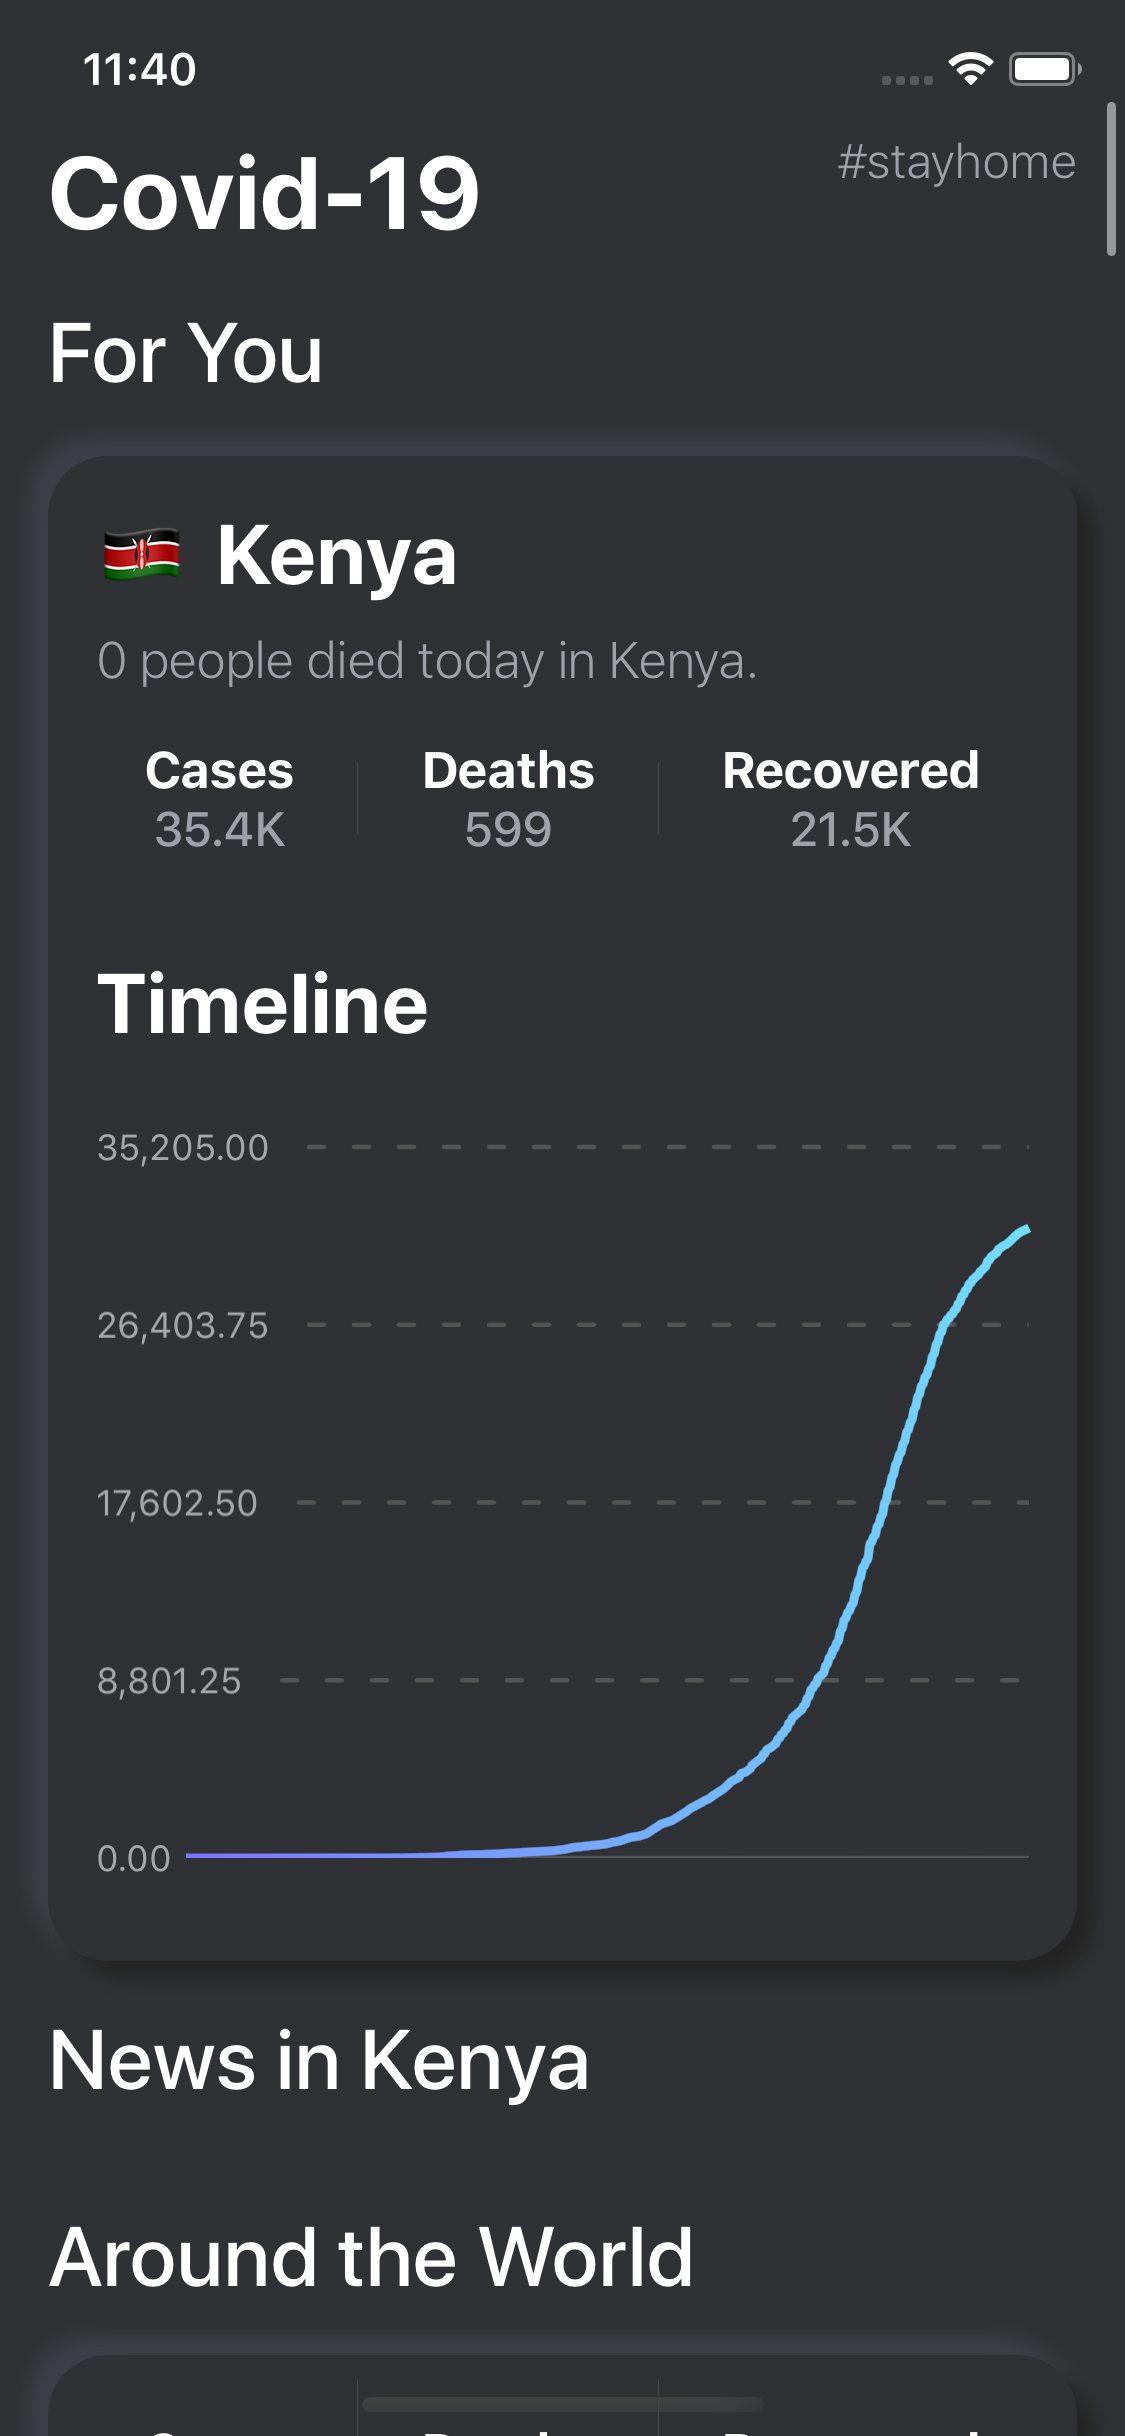 11:40
Covid-19
#stayhome
For You
Kenya
0 people died today in Kenya.
Cases Deaths Recovered
35.4K 599 21.5K
Timeline
35,205.00
26,403.75
17,602.50
8,801.25
0.00
News in Kenya
Around the World